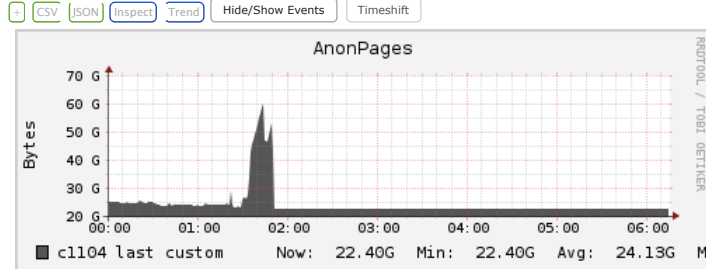 + CSV JSON Inspect Trend Hide/Show Events Timeshift
AnonPages
RRDTOOL / TOBI OETIKER
Bytes
70 G
60 G
50 G
40 G
30 G
20 G
00:00 01:00 02:00 03:00 04:00 05:00 06:00
c1104 last custom Now: 22.40G Min: 22.40G Avg: 24.13G M